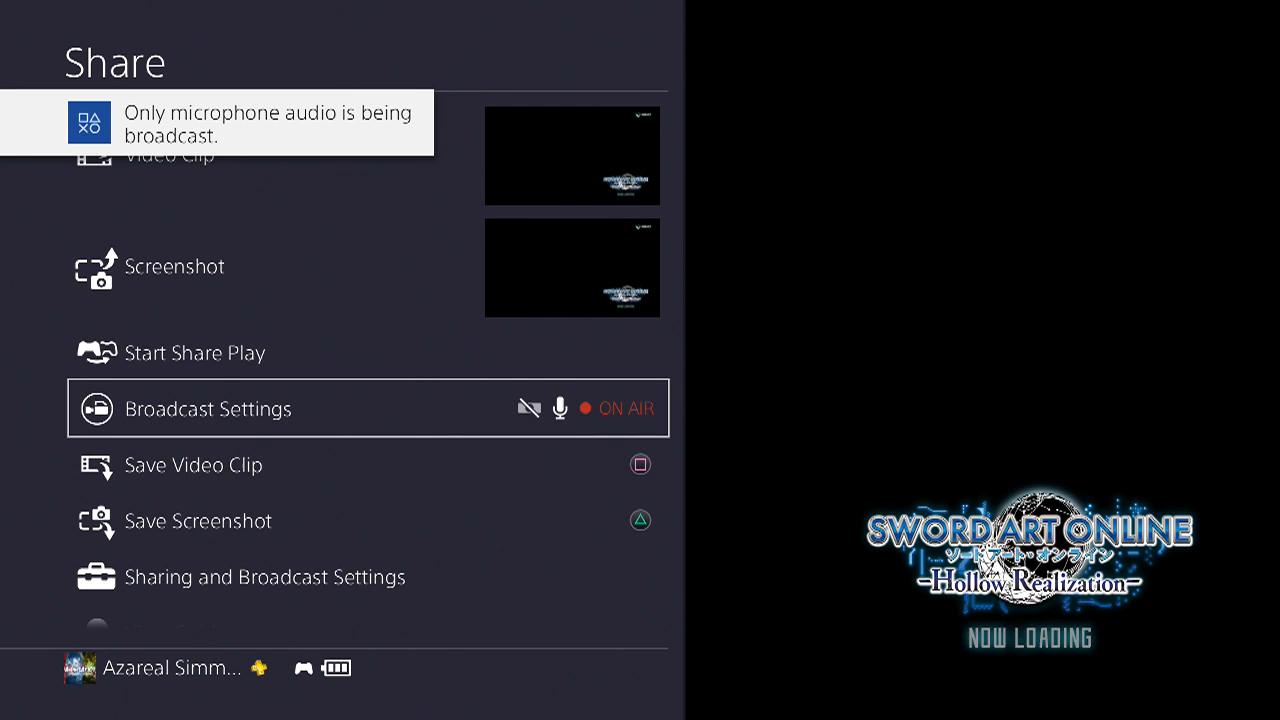 Share
Only microphone audio is being
broadcast.
Video Clip
Screenshot
Start Share Play
Broadcast Settings
ON AIR
Save Video Clip
Save Screenshot
Sharing and Broadcast Settings
Azareal Simm...
SWORD ART ONLINE
ソードアート・オンライン
-Hollow Realization-
NOW LOADING